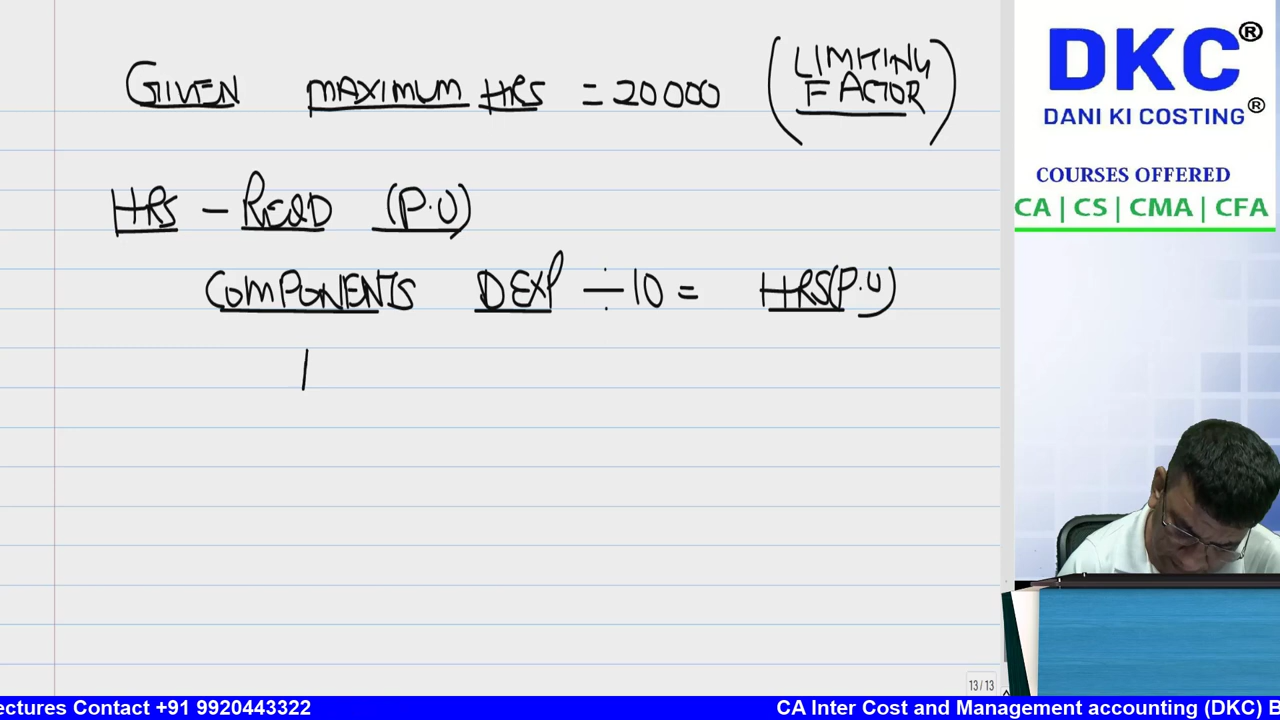 GIVEN MAXIMUM HRS = 20000 (LIMITING FACTOR)
HRS - REQD (P.U)
COMPONENTS D EXP ÷ 10 = HRS(P.U)
1
DKC®
DANI KI COSTING®
COURSES OFFERED
CA | CS | CMA | CFA
13/13
ectures Contact +91 9920443322
CA Inter Cost and Management accounting (DKC) B